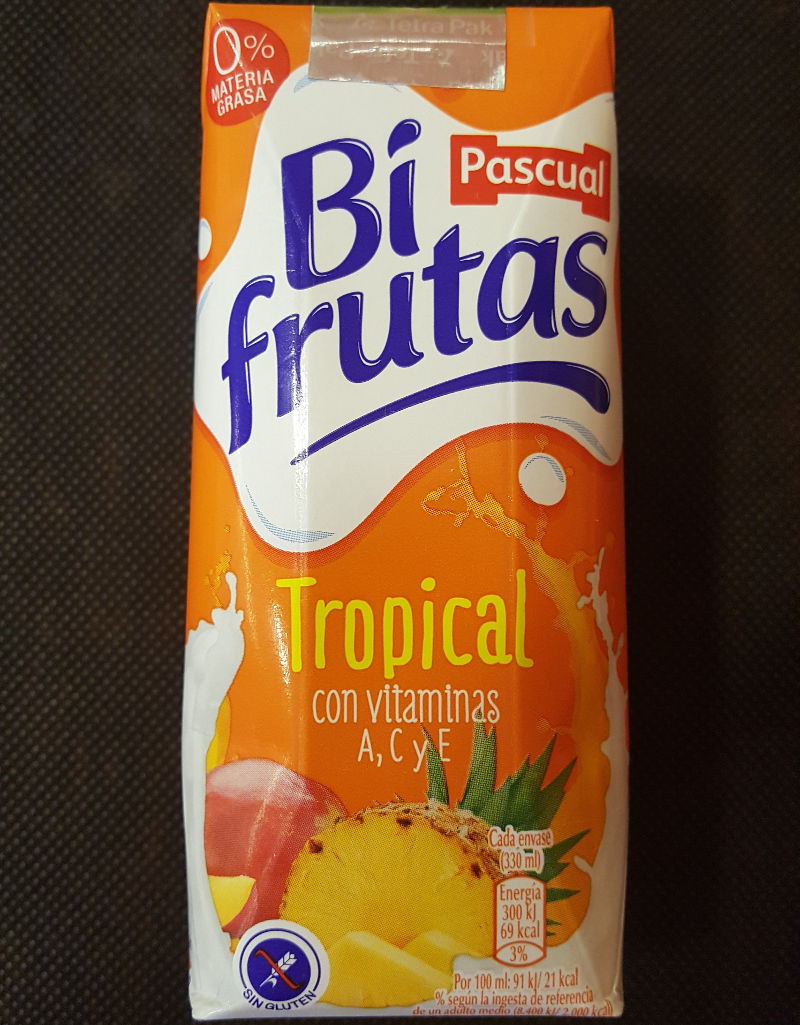 Tetra Pak
0%
MATERIA
GRASA
Pascual
Bi
frutas
Tropical
con vitaminas
A, C y E
Cada envase
(330 ml)
Energía
300 kJ
69 kcal
3%
SIN GLUTEN
Por 100 ml: 91 kJ/ 21 kcal
% según la ingesta de referencia
de un adulto medio (8.400 kJ/ 2.000 kcal)